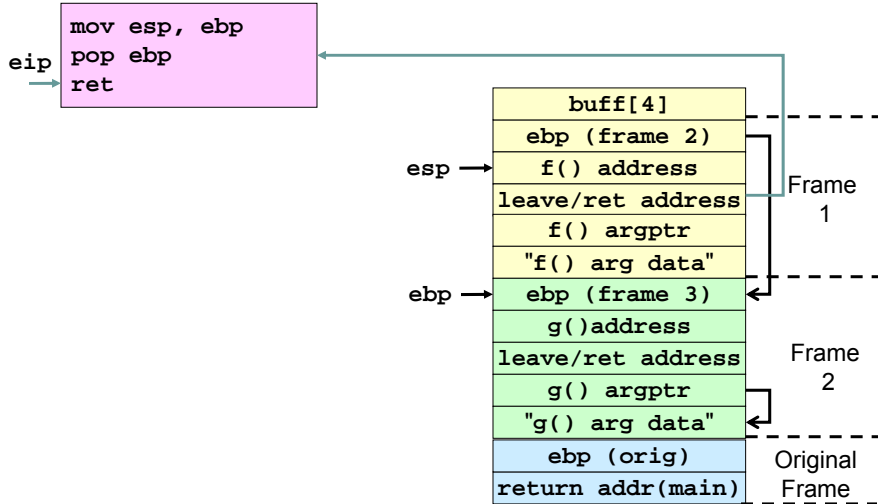 mov esp, ebp
pop ebp
eip
ret
buff[4]
ebp (frame 2)
esp
f() address
leave/ret address
Frame
1
f() argptr
"f() arg data"
ebp
ebp (frame 3)
g()address
leave/ret address
Frame
2
g() argptr
"g() arg data"
ebp (orig)
Original
Frame
return addr(main)